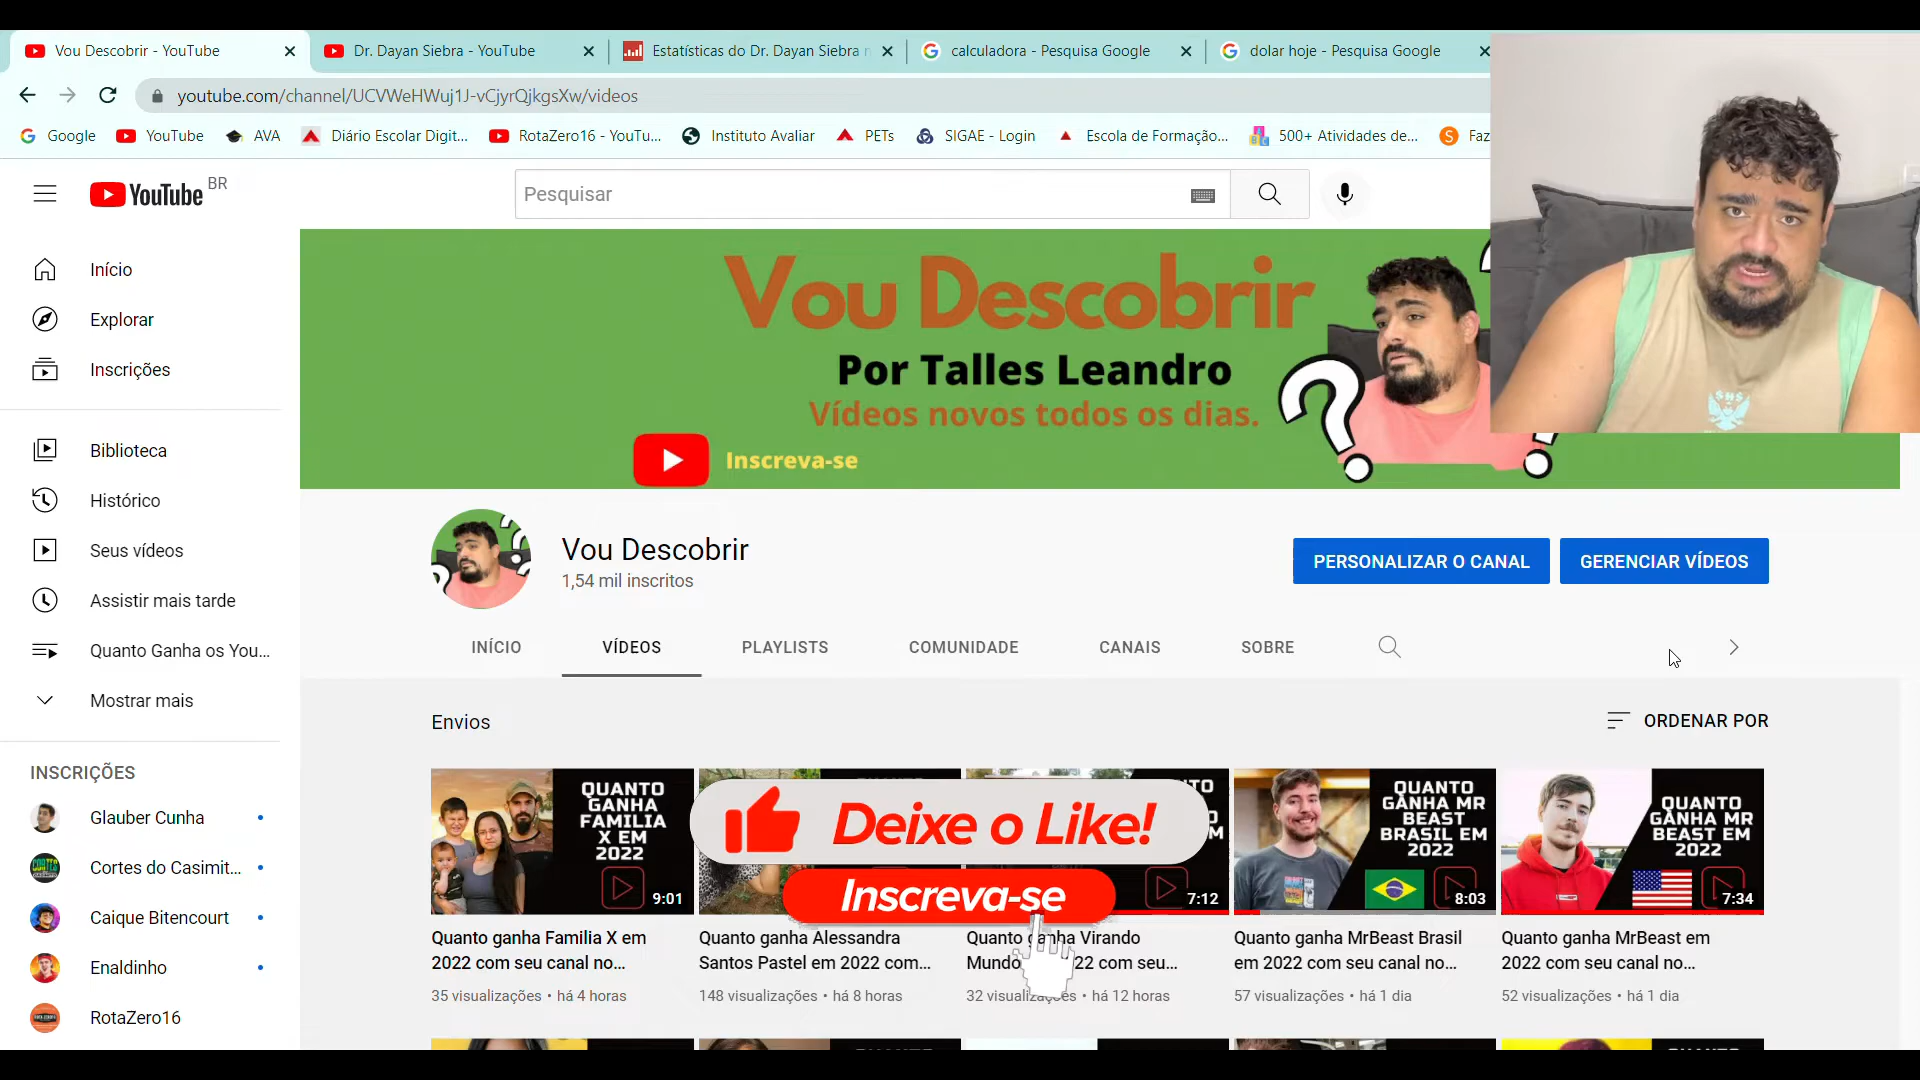 Vou Descobrir - YouTube
Dr. Dayan Siebra - YouTube
Estatísticas do Dr. Dayan Siebra n
calculadora - Pesquisa Google
dolar hoje - Pesquisa Google
youtube.com/channel/UCVWeHWuj1J-vCjyrQjkgsXw/videos
Google
YouTube
AVA
Diário Escolar Digit...
RotaZero16 - YouTu...
Instituto Avaliar
PETs
SIGAE - Login
Escola de Formação...
500+ Atividades de...
Faz
YouTube BR
Pesquisar
Início
Explorar
Inscrições
Biblioteca
Histórico
Seus vídeos
Assistir mais tarde
Quanto Ganha os You...
Mostrar mais
INSCRIÇÕES
Glauber Cunha
Cortes do Casimit...
Caique Bitencourt
Enaldinho
RotaZero16
Vou Descobrir
Por Talles Leandro
Vídeos novos todos os dias.
Inscreva-se
Vou Descobrir
1,54 mil inscritos
PERSONALIZAR O CANAL
GERENCIAR VÍDEOS
INÍCIO
VÍDEOS
PLAYLISTS
COMUNIDADE
CANAIS
SOBRE
Envios
ORDENAR POR
QUANTO
GANHA
FAMILIA
X EM
2022
9:01
Deixe o Like!
Inscreva-se
7:12
QUANTO
GANHA MR
BEAST
BRASIL EM
2022
8:03
QUANTO
GANHA MR
BEAST EM
2022
7:34
Quanto ganha Familia X em
2022 com seu canal no...
35 visualizações • há 4 horas
Quanto ganha Alessandra
Santos Pastel em 2022 com...
148 visualizações • há 8 horas
Quanto ganha Virando
Mundo 22 com seu...
32 visualizações • há 12 horas
Quanto ganha MrBeast Brasil
em 2022 com seu canal no...
57 visualizações • há 1 dia
Quanto ganha MrBeast em
2022 com seu canal no...
52 visualizações • há 1 dia